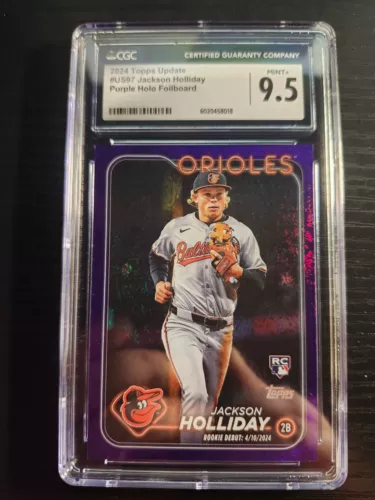 CGC
CERTIFIED GUARANTY COMPANY
2024 Topps Update
#US97 Jackson Holliday
Purple Holo Foilboard
MINT+
9.5
ORIOLES
RC
Topps
JACKSON
HOLLIDAY
2B
ROOKIE DEBUT: 4/10/2024